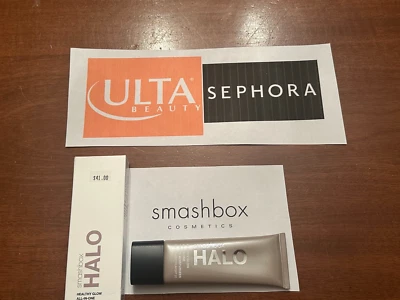 ULTA
BEAUTY
SEPHORA
smashbox
COSMETICS
smashbox
HALO
HEALTHY GLOW
ALL-IN-ONE
HALO